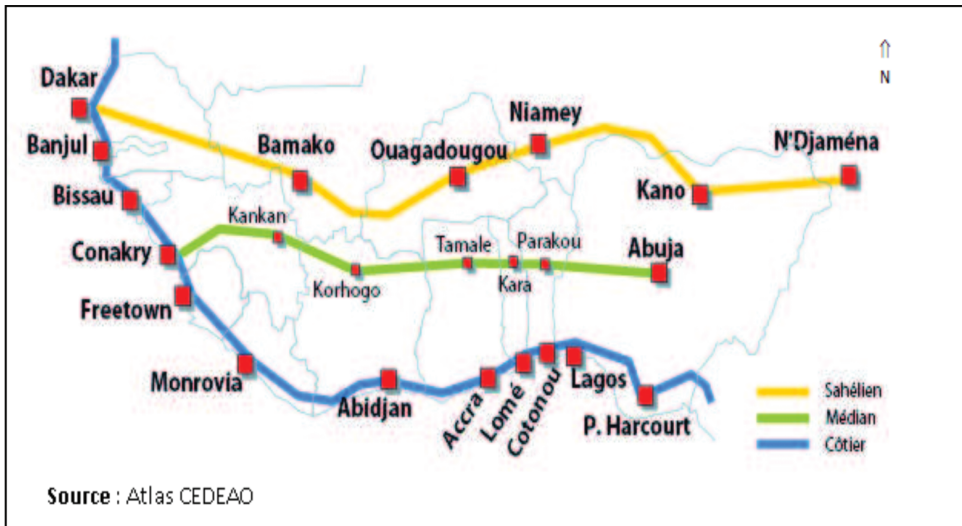 ⇑
N
Dakar
Niamey
Banjul
Bamako
Ouagadougou
N'Djaména
Bissau
Kano
Kankan
Conakry
Tamale
Parakou
Abuja
Korhogo
Kara
Freetown
Monrovia
Abidjan
Accra
Lomé
Cotonou
Lagos
P. Harcourt
Sahélien
Médian
Côtier
Source : Atlas CEDEAO